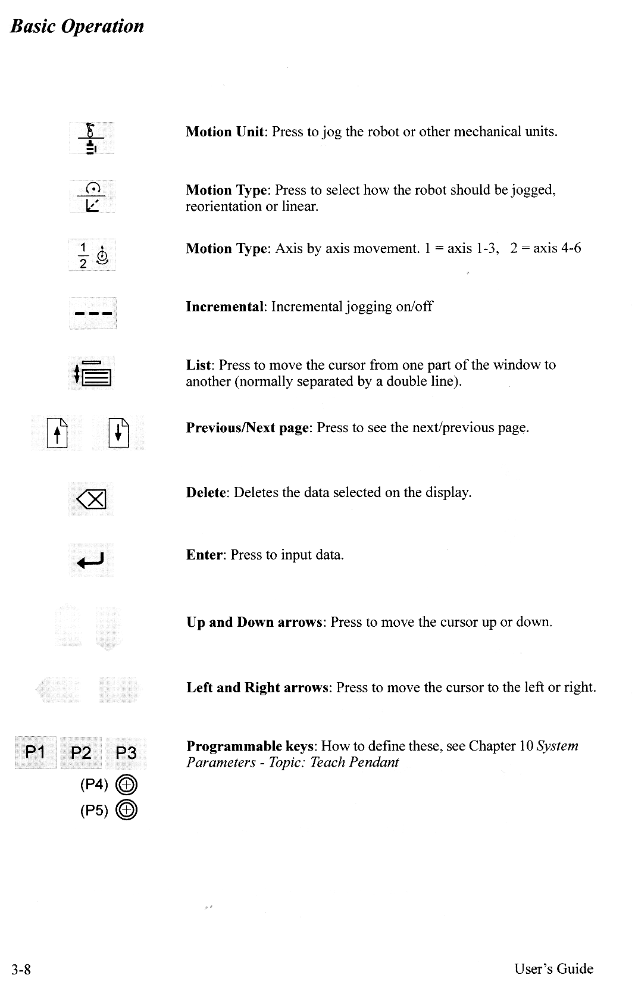 Basic Operation
Motion Unit: Press to jog the robot or other mechanical units.
Motion Type: Press to select how the robot should be jogged,
reorientation or linear.
1
2
Motion Type: Axis by axis movement. 1 = axis 1-3, 2 = axis 4-6
Incremental: Incremental jogging on/off
List: Press to move the cursor from one part of the window to
another (normally separated by a double line).
Previous/Next page: Press to see the next/previous page.
Delete: Deletes the data selected on the display.
Enter: Press to input data.
Up and Down arrows: Press to move the cursor up or down.
Left and Right arrows: Press to move the cursor to the left or right.
P1 P2 P3
Programmable keys: How to define these, see Chapter 10 System
Parameters - Topic: Teach Pendant
(P4)
(P5)
3-8
User's Guide